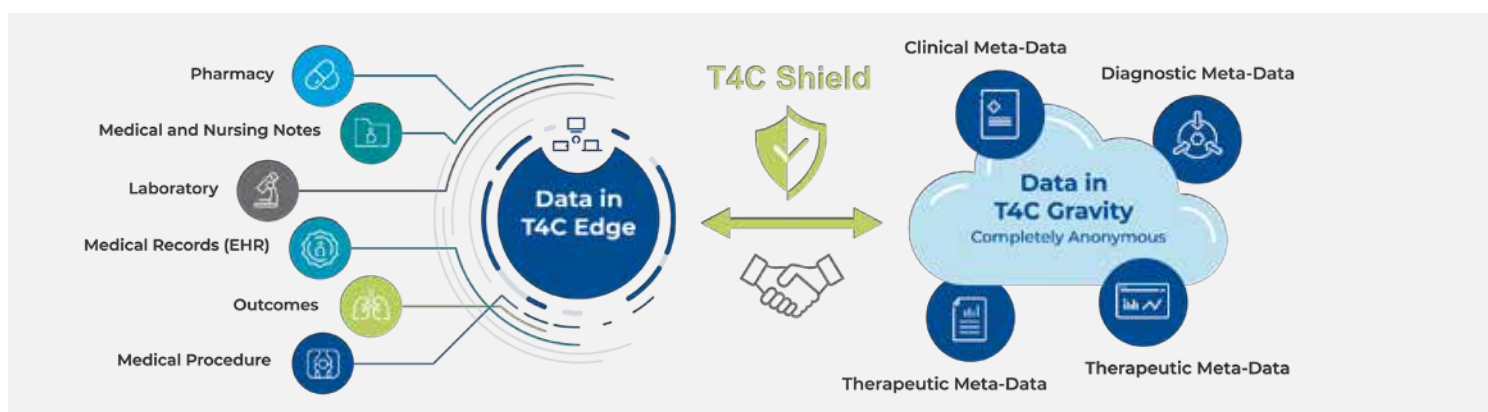 Pharmacy
Medical and Nursing Notes
Laboratory
Medical Records (EHR)
Outcomes
Medical Procedure
Data in
T4C Edge
T4C Shield
Clinical Meta-Data
Diagnostic Meta-Data
Data in
T4C Gravity
Completely Anonymous
Therapeutic Meta-Data
Therapeutic Meta-Data